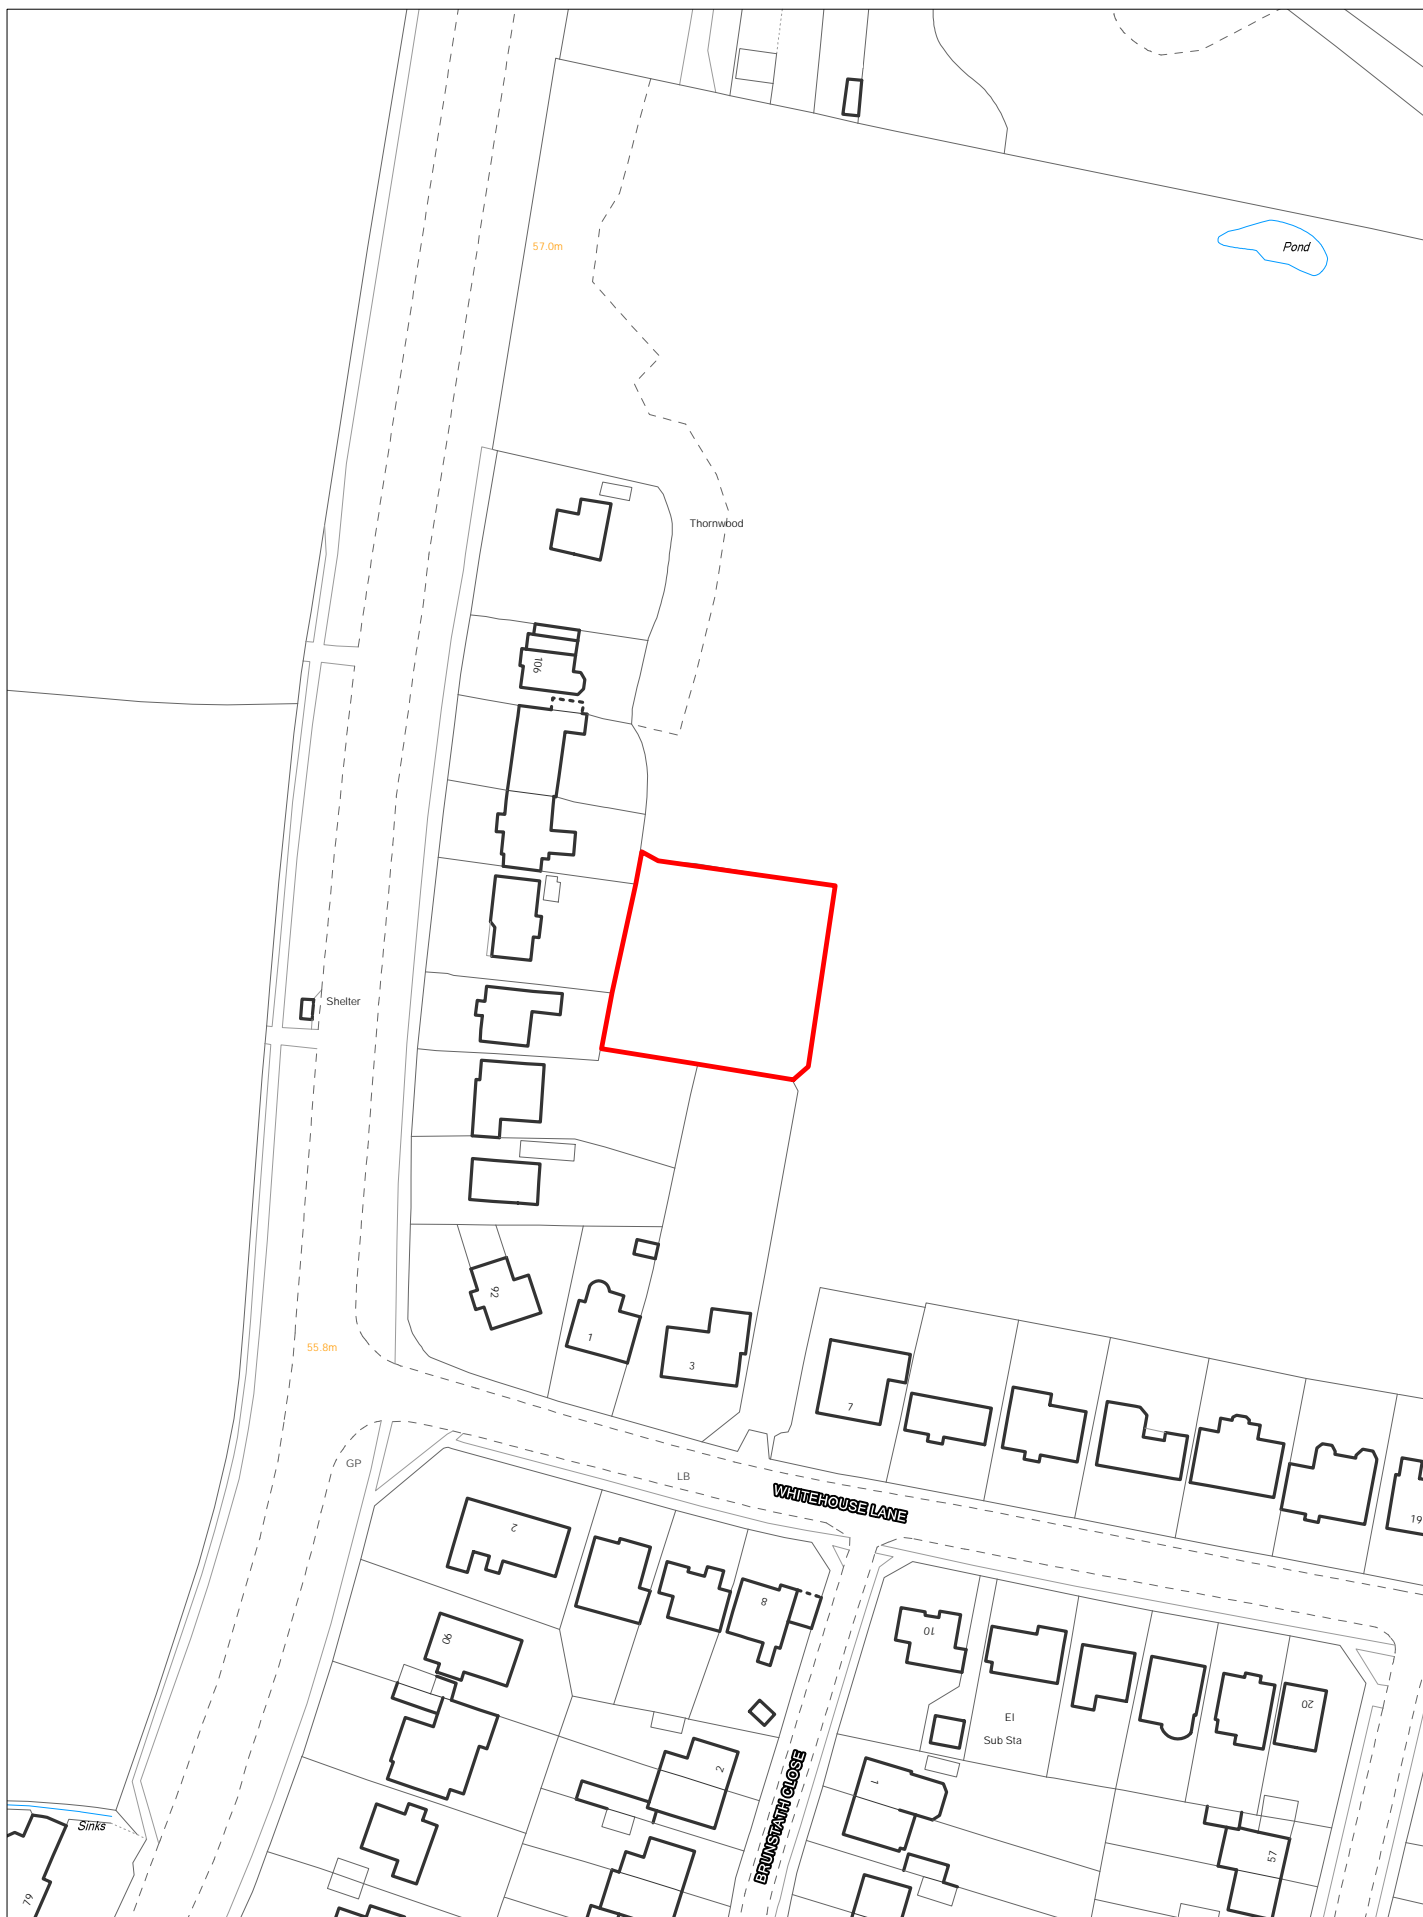 Pond
57.0m
Thornwood
106
Shelter
92
1
3
55.8m
7
GP
LB
WHITEHOUSE LANE
19
2
8
10
90
20
El
Sub Sta
2
1
BRUNSTATH CLOSE
Sinks
57
79